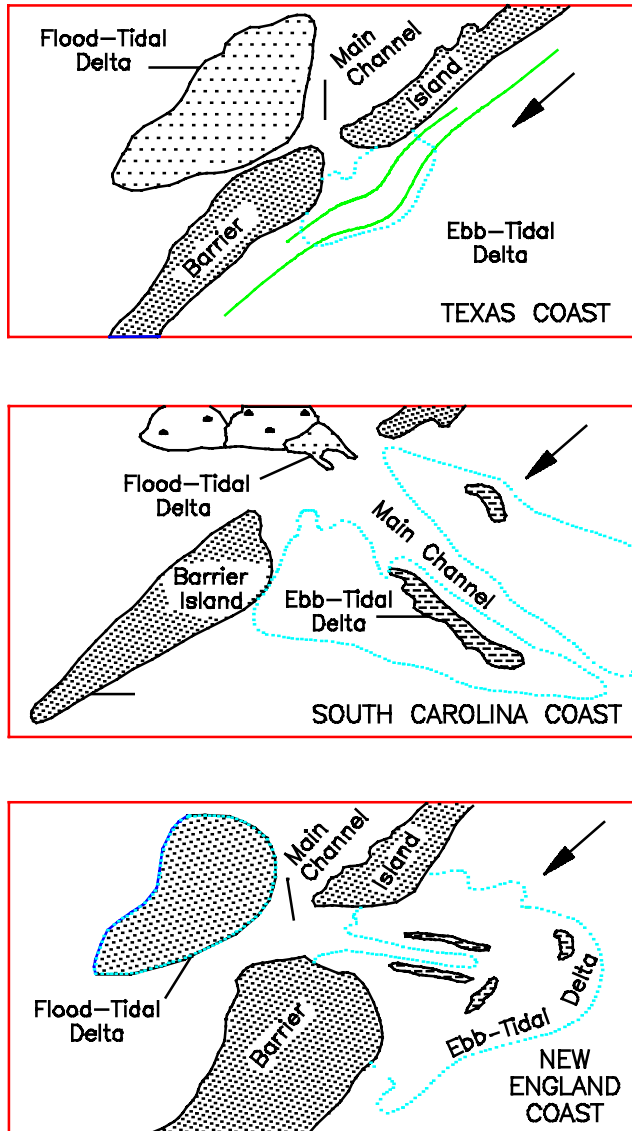 Flood-Tidal
Delta
Main
Channel
Island
Barrier
Ebb-Tidal
Delta
TEXAS COAST
Flood-Tidal
Delta
Main Channel
Barrier
Island
Ebb-Tidal
Delta
SOUTH CAROLINA COAST
Main
Channel
Island
Flood-Tidal
Delta
Barrier
Ebb-Tidal Delta
NEW
ENGLAND
COAST